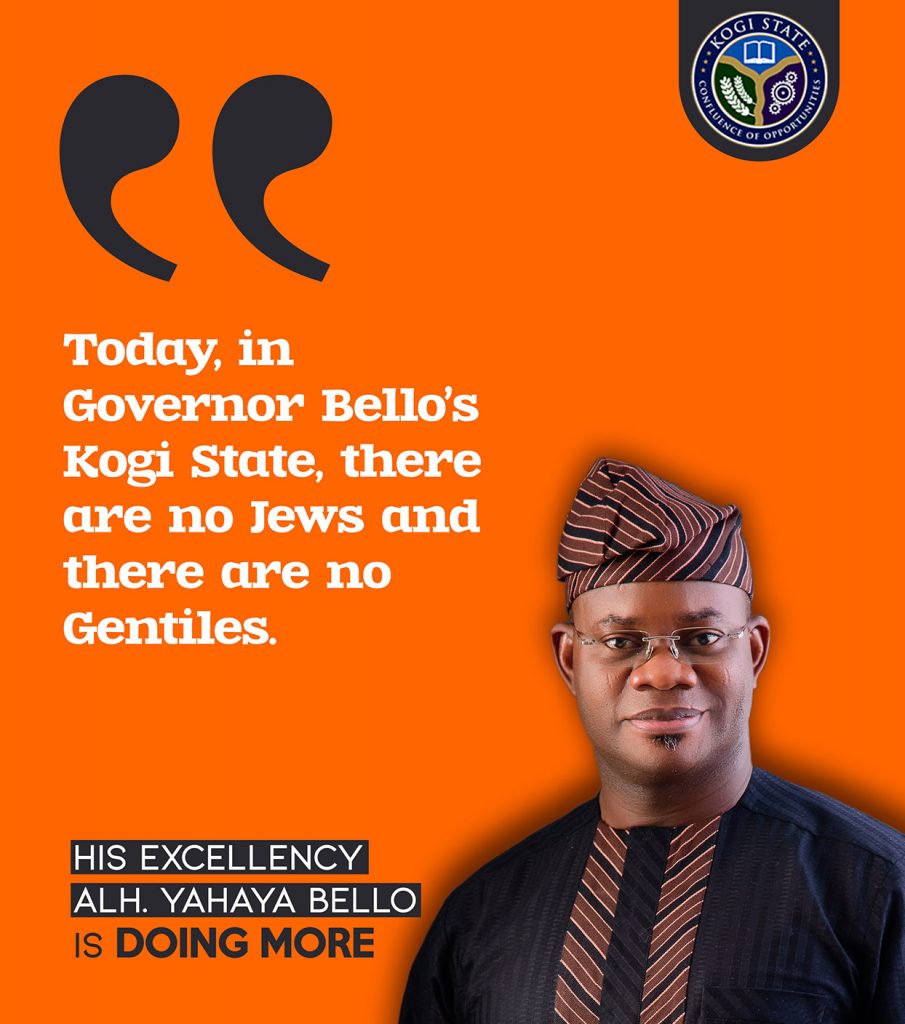 KOGI STATE
CONFLUENCE OF OPPORTUNITIES
Today, in
Governor Bello's
Kogi State, there
are no Jews and
there are no
Gentiles.
HIS EXCELLENCY
ALH. YAHAYA BELLO
IS DOING MORE